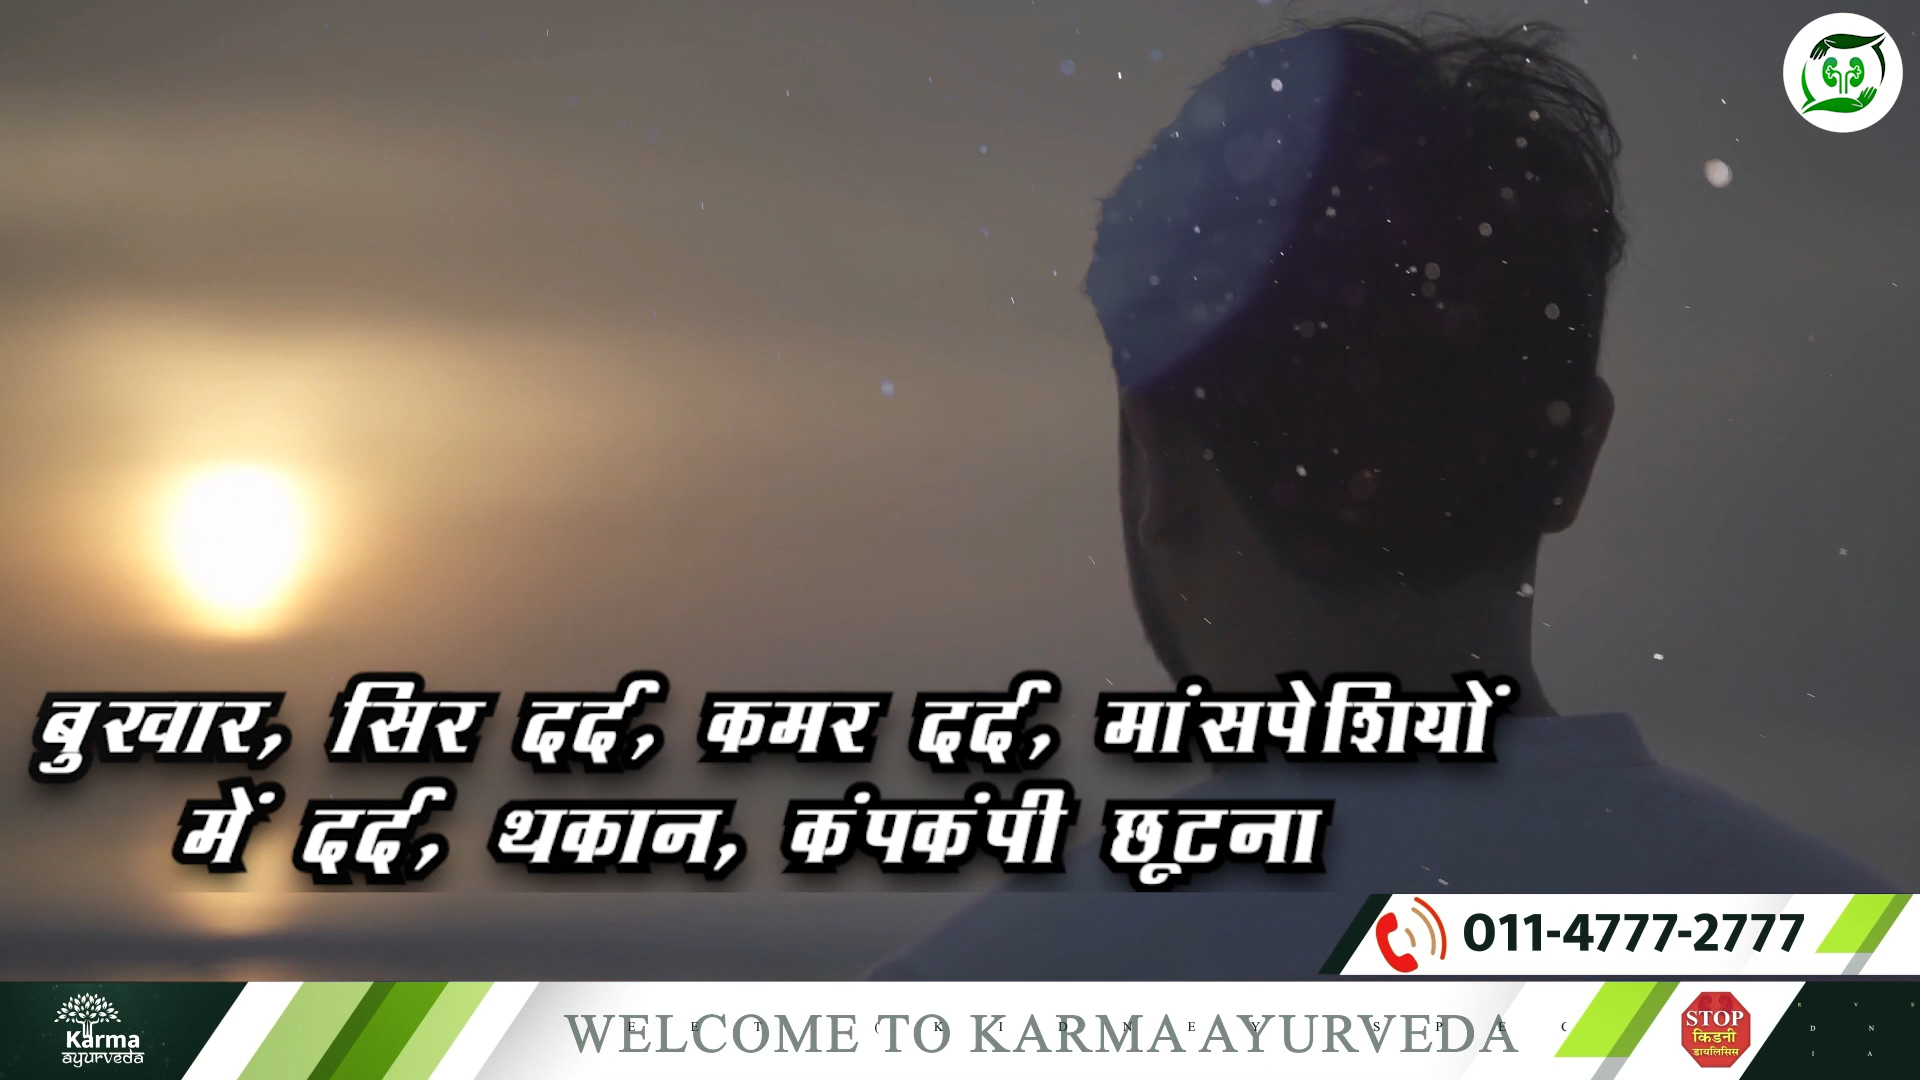 बुखार, सिर दर्द, कमर दर्द, मांसपेशियों
में दर्द, थकान, कंपकंपी छूटना
011-4777-2777
Karma
ayurveda
WELCOME TO KARMA AYURVEDA
STOP
किडनी
डायलिसिस